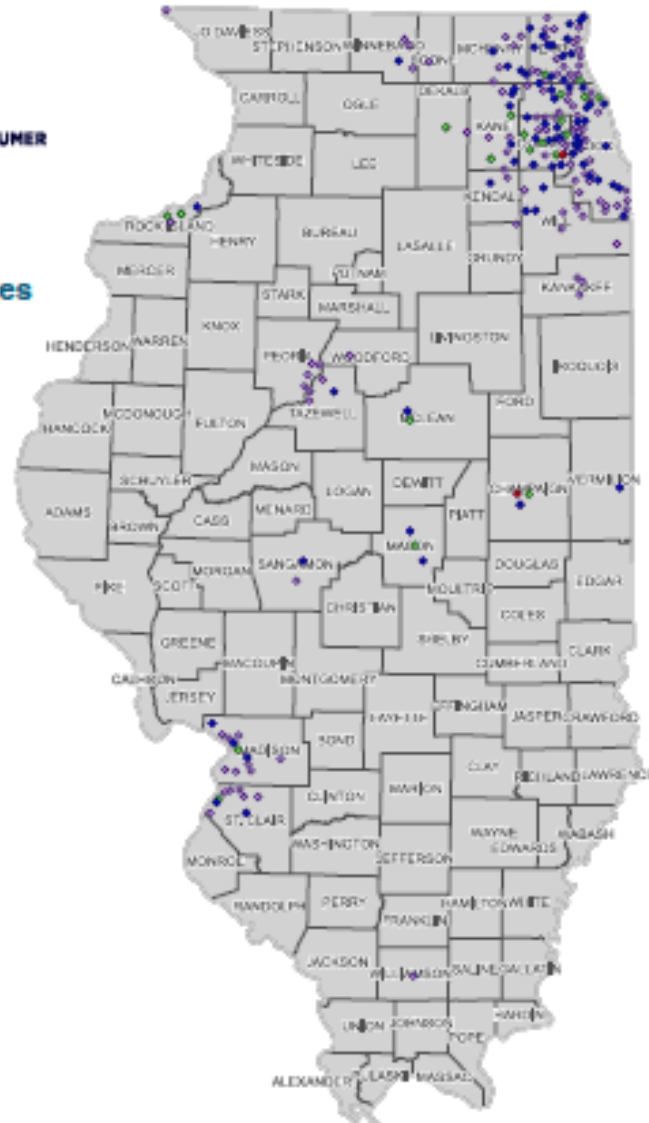 UMER
es
JO DAVIESS
STEPHENSON
WINNEBAGO
BOONE
MCHENRY
LAKE
CARROLL
OGLE
DEKALB
KANE
WHITESIDE
LEE
KENDALL
WILL
ROCK ISLAND
HENRY
BUREAU
LASALLE
GRUNDY
MERCER
PUTNAM
KANKAKEE
STARK
MARSHALL
HENDERSON
WARREN
KNOX
PEORIA
WOODFORD
LIVINGSTON
IROQUOIS
FORD
HANCOCK
MCDONOUGH
FULTON
TAZEWELL
MCLEAN
SCHUYLER
MASON
LOGAN
DEWITT
CHAMPAIGN
VERMILION
ADAMS
BROWN
CASS
MENARD
PIATT
PIKE
SCOTT
MORGAN
SANGAMON
MACON
DOUGLAS
EDGAR
CHRISTIAN
MOULTRIE
COLES
GREENE
SHELBY
CALHOUN
JERSEY
MACOUPIN
MONTGOMERY
CUMBERLAND
CLARK
FAYETTE
EFFINGHAM
JASPER
CRAWFORD
MADISON
BOND
CLAY
RICHLAND
LAWRENCE
ST. CLAIR
CLINTON
MARION
WAYNE
EDWARDS
WABASH
MONROE
WASHINGTON
JEFFERSON
RANDOLPH
PERRY
FRANKLIN
HAMILTON
WHITE
JACKSON
WILLIAMSON
SALINE
GALLATIN
UNION
JOHNSON
POPE
HARDIN
ALEXANDER
PULASKI
MASSAC